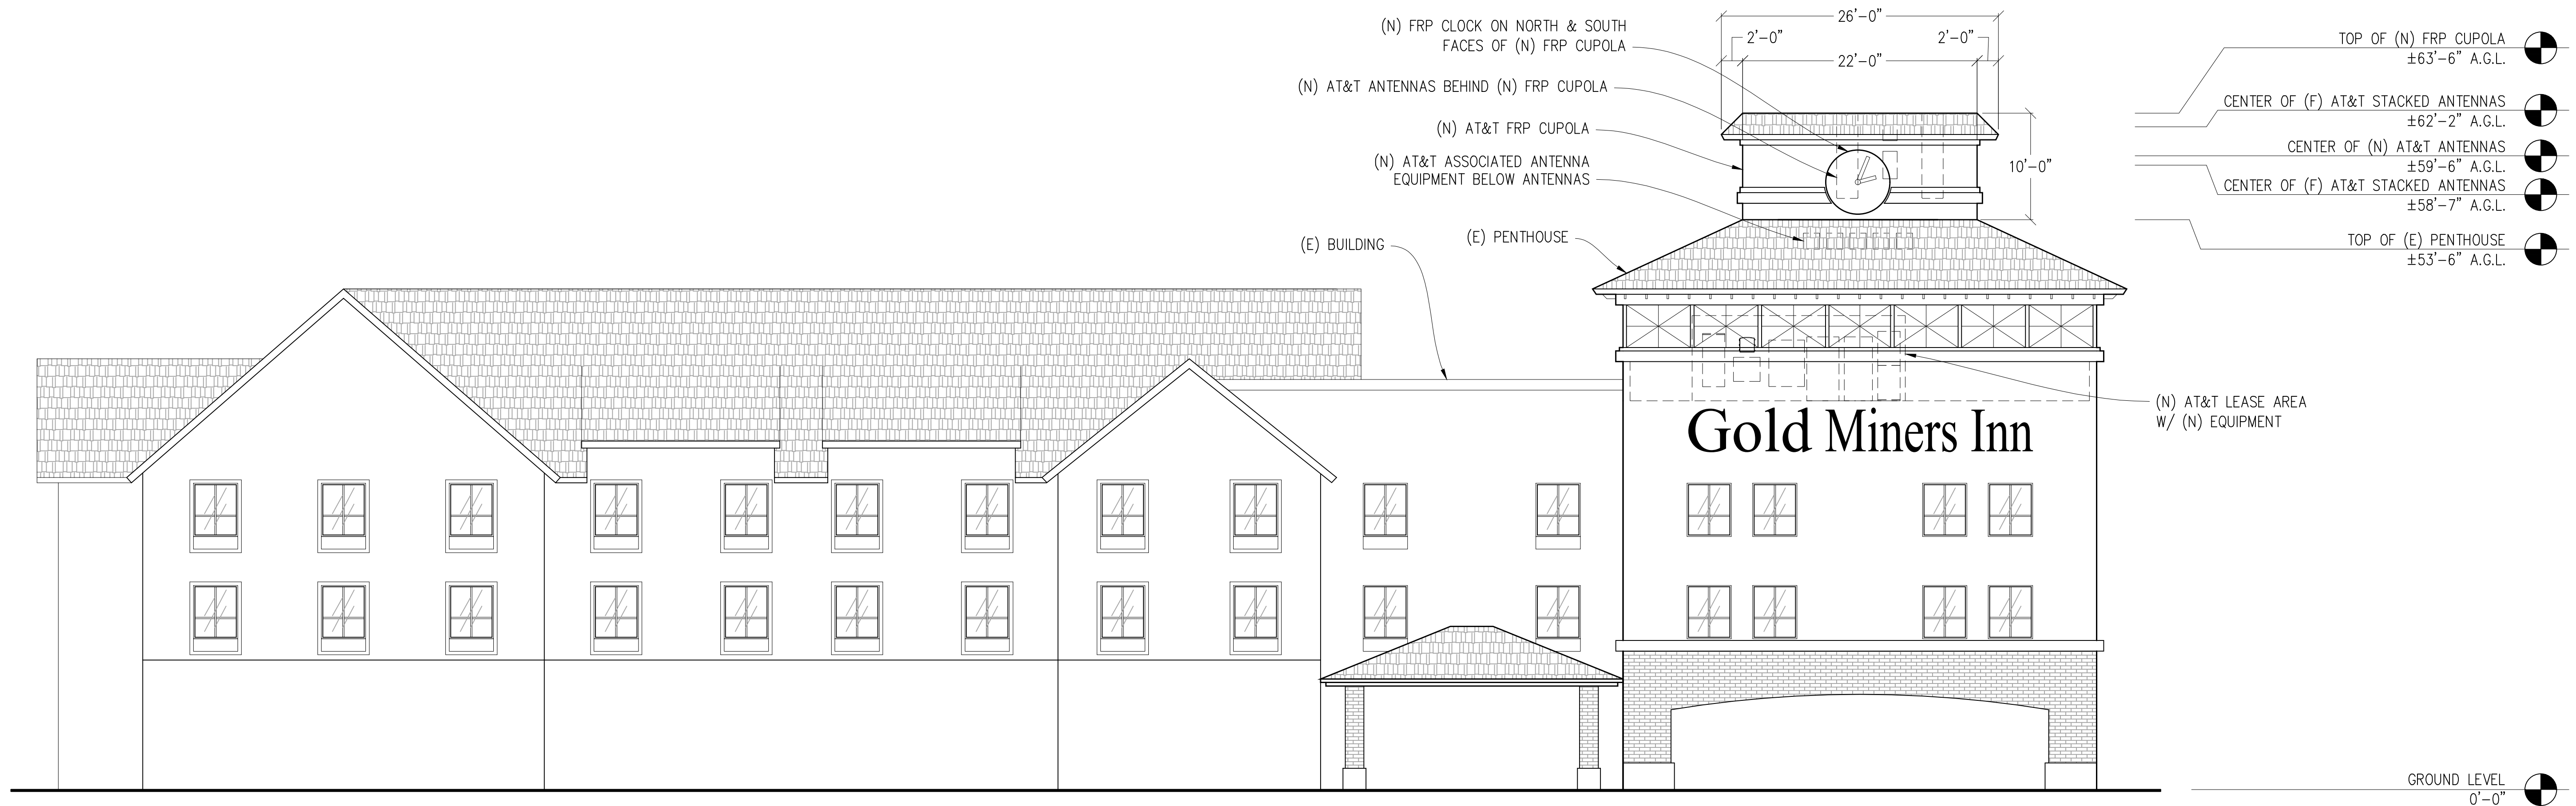 (N) FRP CLOCK ON NORTH & SOUTH
FACES OF (N) FRP CUPOLA
(N) AT&T ANTENNAS BEHIND (N) FRP CUPOLA
(N) AT&T FRP CUPOLA
(N) AT&T ASSOCIATED ANTENNA
EQUIPMENT BELOW ANTENNAS
(E) PENTHOUSE
(E) BUILDING
26'-0"
2'-0"
2'-0"
22'-0"
10'-0"
TOP OF (N) FRP CUPOLA
±63'-6" A.G.L.
CENTER OF (F) AT&T STACKED ANTENNAS
±62'-2" A.G.L.
CENTER OF (N) AT&T ANTENNAS
±59'-6" A.G.L.
CENTER OF (F) AT&T STACKED ANTENNAS
±58'-7" A.G.L.
TOP OF (E) PENTHOUSE
±53'-6" A.G.L.
(N) AT&T LEASE AREA
W/ (N) EQUIPMENT
Gold Miners Inn
GROUND LEVEL
0'-0"